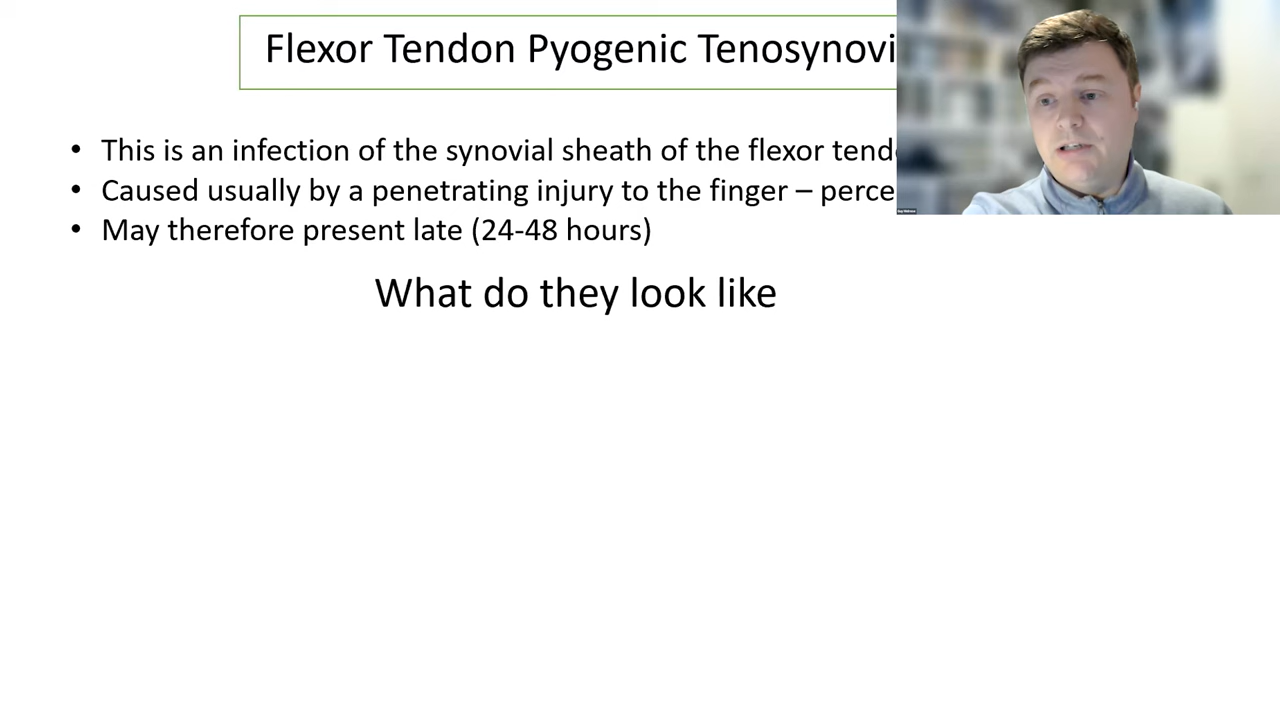 Flexor Tendon Pyogenic Tenosynovi
• This is an infection of the synovial sheath of the flexor tend
• Caused usually by a penetrating injury to the finger – perce
• May therefore present late (24-48 hours)
What do they look like